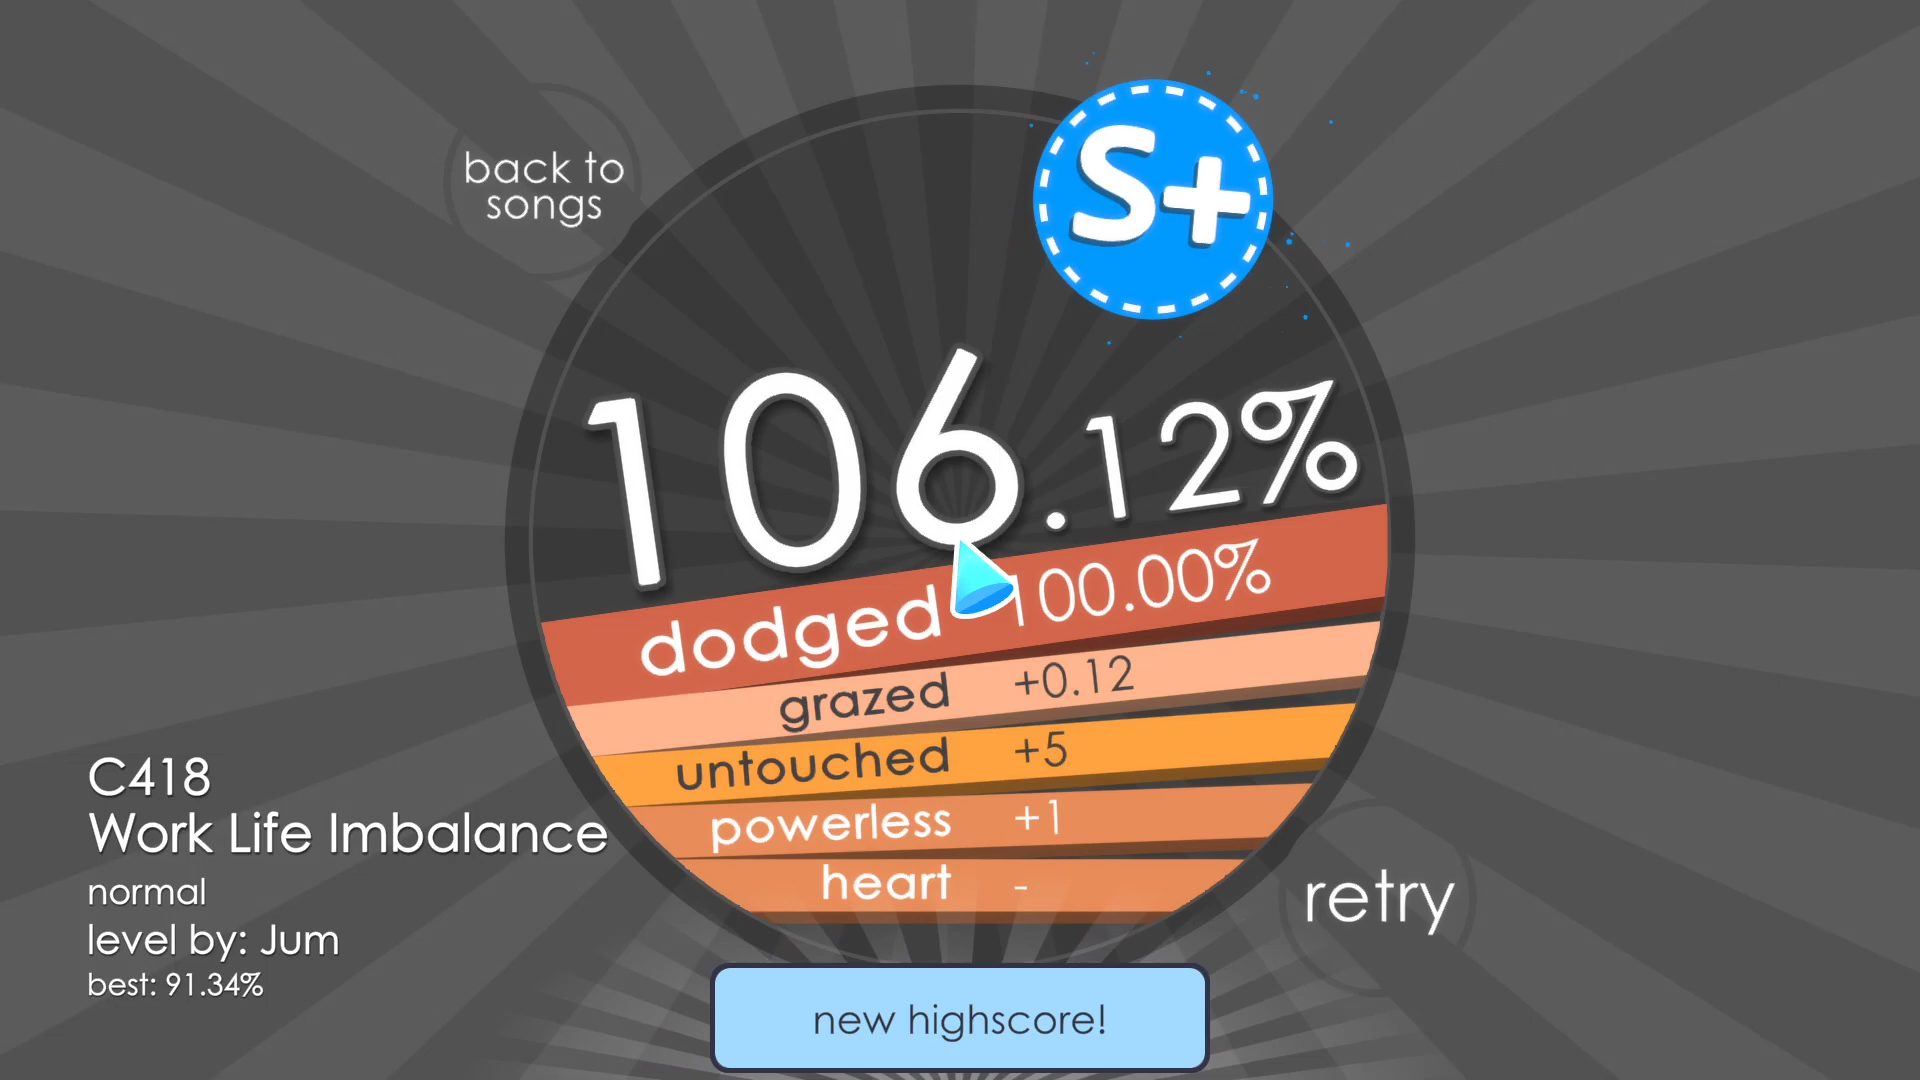 back to
songs
S+
106.12%
dodged 100.00%
grazed +0.12
untouched +5
powerless +1
heart -
C418
Work Life Imbalance
normal
level by: Jum
best: 91.34%
retry
new highscore!